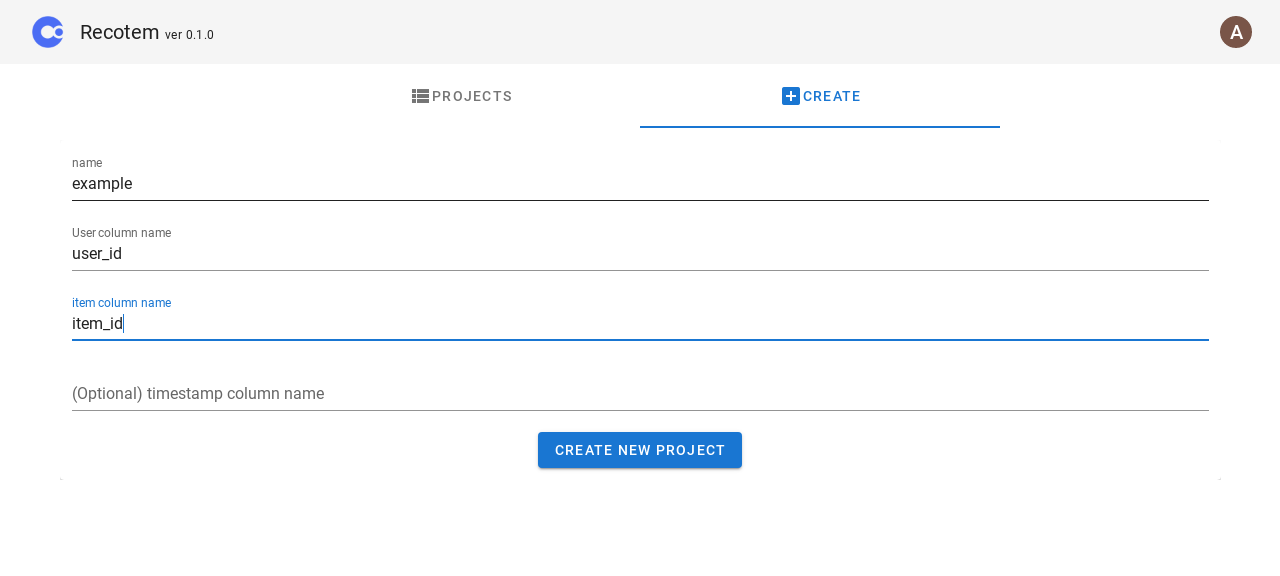 Recotem ver 0.1.0
A
PROJECTS
CREATE
name
example
User column name
user_id
item column name
item_id
(Optional) timestamp column name
CREATE NEW PROJECT